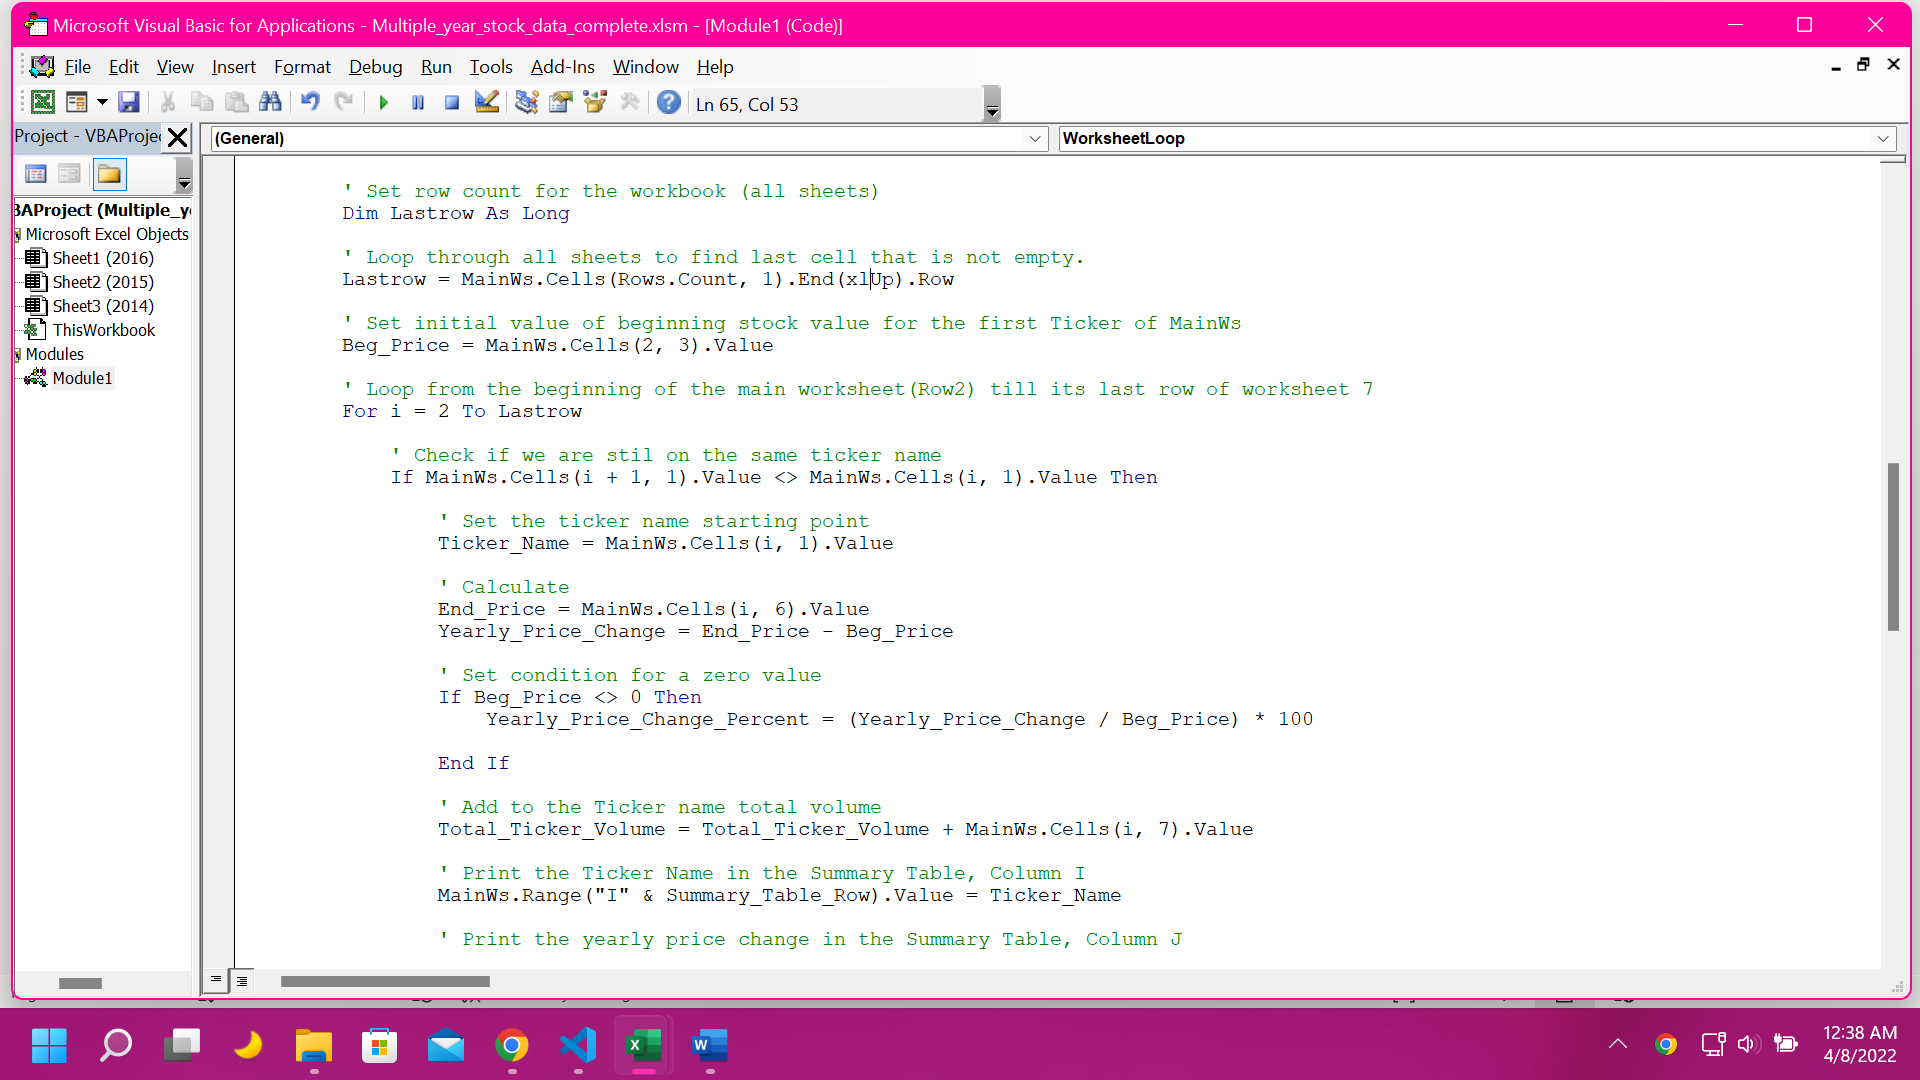 Microsoft Visual Basic for Applications - Multiple_year_stock_data_complete.xlsm - [Module1 (Code)]
File Edit View Insert Format Debug Run Tools Add-Ins Window Help
Ln 65, Col 53
Project - VBAProje
(General) WorksheetLoop
BAProject (Multiple_y
Microsoft Excel Objects
Sheet1 (2016)
Sheet2 (2015)
Sheet3 (2014)
ThisWorkbook
Modules
Module1
' Set row count for the workbook (all sheets)
Dim Lastrow As Long
' Loop through all sheets to find last cell that is not empty.
Lastrow = MainWs.Cells(Rows.Count, 1).End(xlUp).Row
' Set initial value of beginning stock value for the first Ticker of MainWs
Beg_Price = MainWs.Cells(2, 3).Value
' Loop from the beginning of the main worksheet(Row2) till its last row of worksheet 7
For i = 2 To Lastrow
' Check if we are stil on the same ticker name
If MainWs.Cells(i + 1, 1).Value <> MainWs.Cells(i, 1).Value Then
' Set the ticker name starting point
Ticker_Name = MainWs.Cells(i, 1).Value
' Calculate
End_Price = MainWs.Cells(i, 6).Value
Yearly_Price_Change = End_Price - Beg_Price
' Set condition for a zero value
If Beg_Price <> 0 Then
Yearly_Price_Change_Percent = (Yearly_Price_Change / Beg_Price) * 100
End If
' Add to the Ticker name total volume
Total_Ticker_Volume = Total_Ticker_Volume + MainWs.Cells(i, 7).Value
' Print the Ticker Name in the Summary Table, Column I
MainWs.Range("I" & Summary_Table_Row).Value = Ticker_Name
' Print the yearly price change in the Summary Table, Column J
12:38 AM
4/8/2022